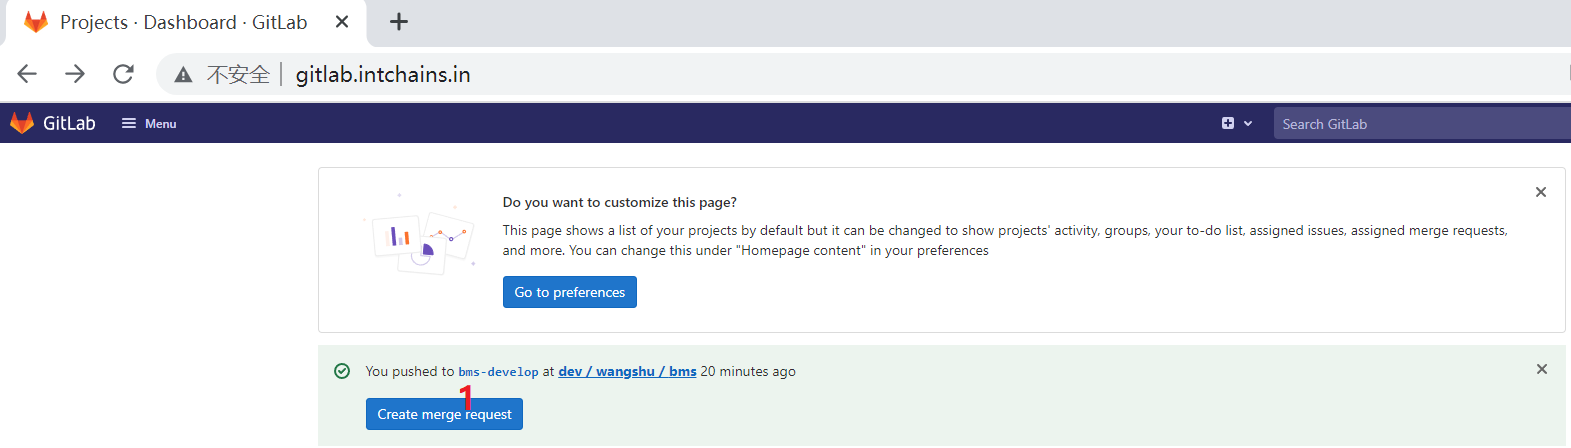 Projects · Dashboard · GitLab
不安全 gitlab.intchains.in
GitLab Menu Search GitLab
Do you want to customize this page?
This page shows a list of your projects by default but it can be changed to show projects' activity, groups, your to-do list, assigned issues, assigned merge requests,
and more. You can change this under "Homepage content" in your preferences
Go to preferences
You pushed to bms-develop at dev / wangshu / bms 20 minutes ago
1
Create merge request